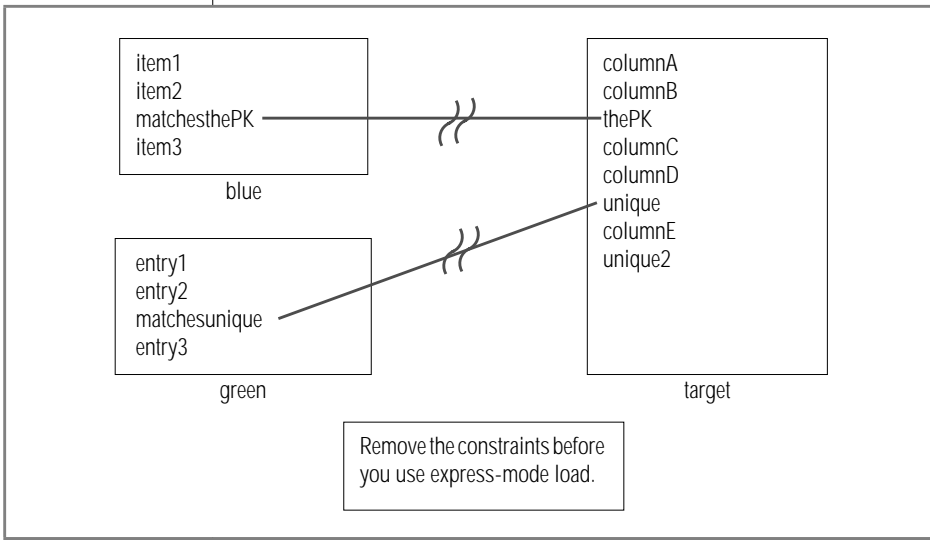 item1
item2
matchesthePK
item3
blue
entry1
entry2
matchesunique
entry3
green
columnA
columnB
thePK
columnC
columnD
unique
columnE
unique2
target
Remove the constraints before
you use express-mode load.